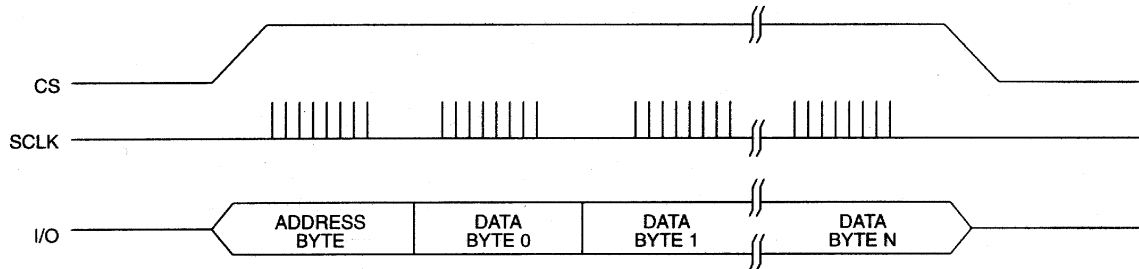 CS
SCLK
I/O
ADDRESS
BYTE
DATA
BYTE 0
DATA
BYTE 1
DATA
BYTE N